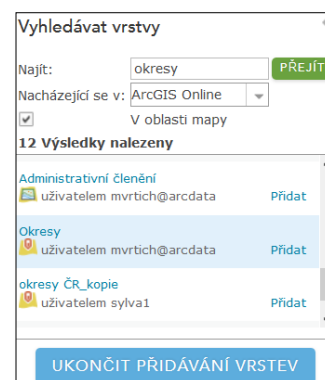 Vyhledávat vrstvy
Najít: okresy PŘEJÍT
Nacházející se v: ArcGIS Online
V oblasti mapy
12 Výsledky nalezeny
Administrativní členění
uživatelem mvrtich@arcdata Přidat
Okresy
uživatelem mvrtich@arcdata Přidat
okresy ČR_kopie
uživatelem sylva1 Přidat
UKONČIT PŘIDÁVÁNÍ VRSTEV